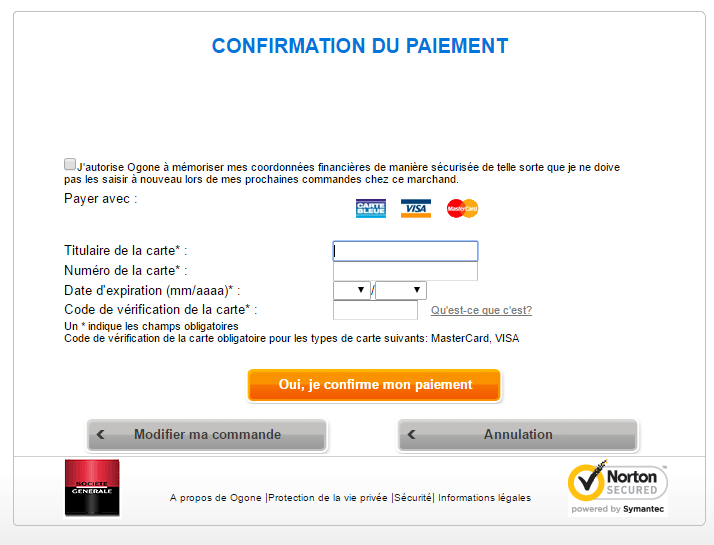 CONFIRMATION DU PAIEMENT
J'autorise Ogone à mémoriser mes coordonnées financières de manière sécurisée de telle sorte que je ne doive
pas les saisir à nouveau lors de mes prochaines commandes chez ce marchand.
Payer avec :
CARTE BLEUE VISA MasterCard
Titulaire de la carte* :
Numéro de la carte* :
Date d'expiration (mm/aaaa)* : /
Code de vérification de la carte* : Qu'est-ce que c'est?
Un * indique les champs obligatoires
Code de vérification de la carte obligatoire pour les types de carte suivants: MasterCard, VISA
Oui, je confirme mon paiement
Modifier ma commande
Annulation
SOCIETE
GENERALE
A propos de Ogone |Protection de la vie privée |Sécurité| Informations légales
Norton
SECURED
powered by Symantec